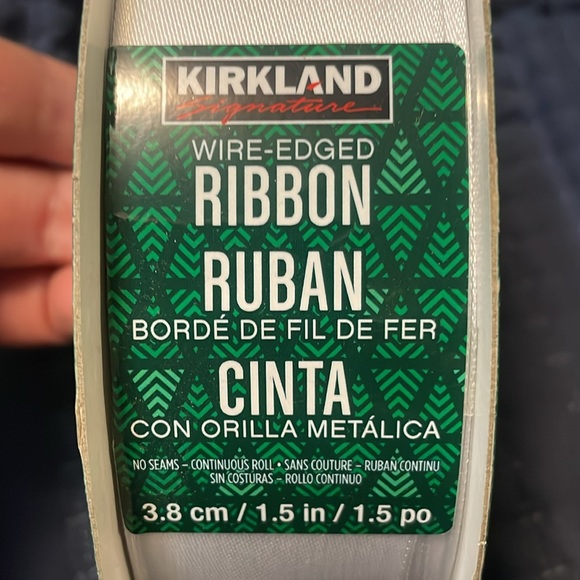 KIRKLAND
Signature
WIRE-EDGED
RIBBON
RUBAN
BORDÉ DE FIL DE FER
CINTA
CON ORILLA METÁLICA
NO SEAMS – CONTINUOUS ROLL • SANS COUTURE – RUBAN CONTINU
SIN COSTURAS – ROLLO CONTINUO
3.8 cm / 1.5 in / 1.5 po